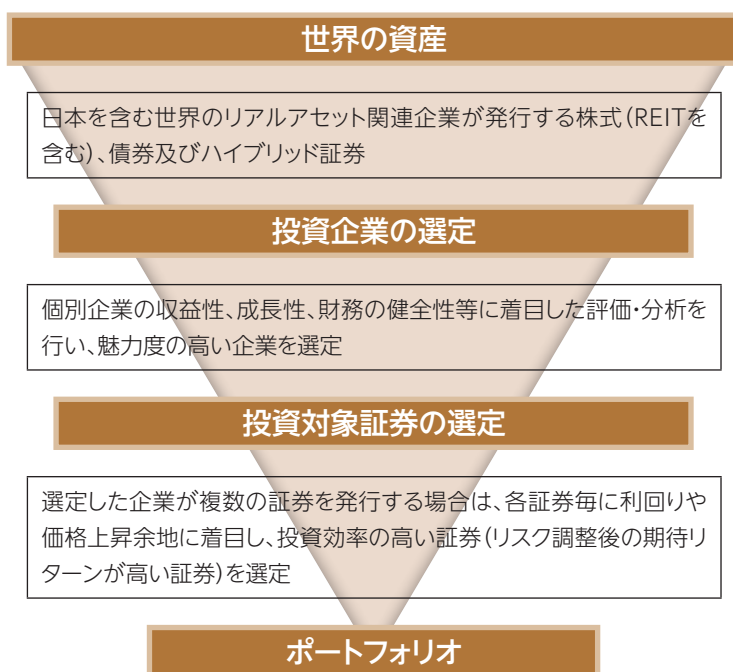 世界の資産
日本を含む世界のリアルアセット関連企業が発行する株式(REITを
含む)、債券及びハイブリッド証券
投資企業の選定
個別企業の収益性、成長性、財務の健全性等に着目した評価・分析を
行い、魅力度の高い企業を選定
投資対象証券の選定
選定した企業が複数の証券を発行する場合は、各証券毎に利回りや
価格上昇余地に着目し、投資効率の高い証券(リスク調整後の期待リ
ターンが高い証券)を選定
ポートフォリオ